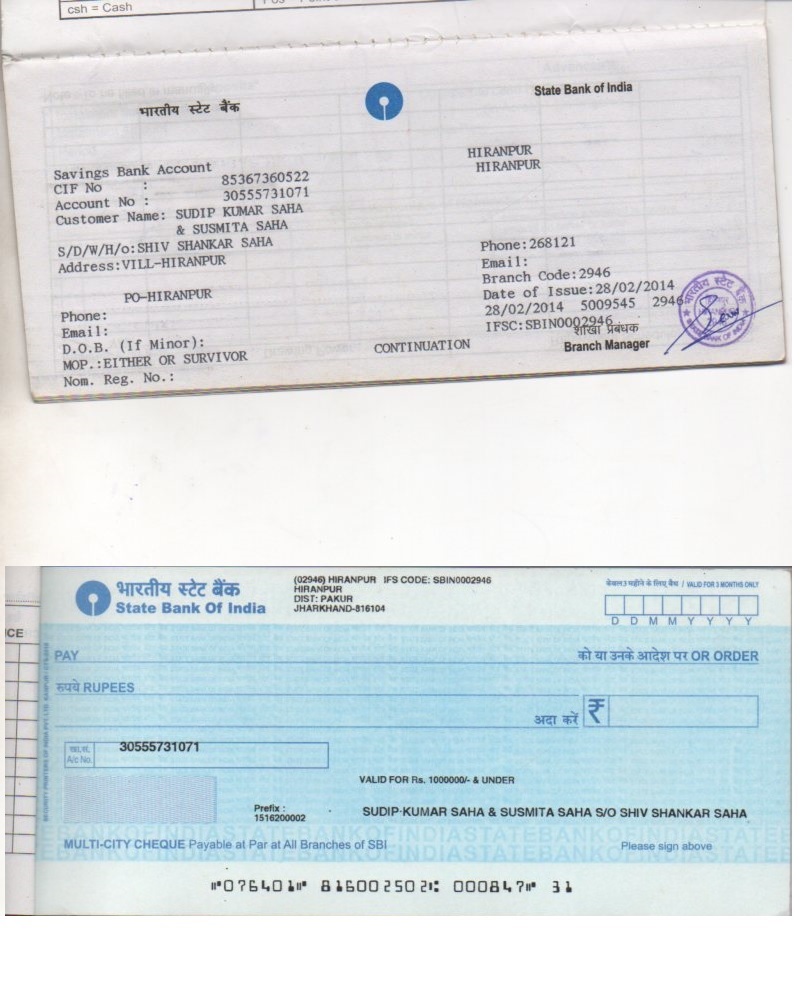 csh = Cash
भारतीय स्टेट बैंक
State Bank of India
HIRANPUR
HIRANPUR
Savings Bank Account
CIF No : 85367360522
Account No : 30555731071
Customer Name: SUDIP KUMAR SAHA
& SUSMITA SAHA
S/D/W/H/o:SHIV SHANKAR SAHA
Address:VILL-HIRANPUR
PO-HIRANPUR
Phone:
Email:
D.O.B. (If Minor):
MOP.:EITHER OR SURVIVOR
Nom. Reg. No.:
CONTINUATION
Phone:268121
Email:
Branch Code:2946
Date of Issue:28/02/2014
28/02/2014 5009545 2946
IFSC:SBIN0002946
शाखा प्रबंधक
Branch Manager
भारतीय स्टेट बैंक
State Bank Of India
(02946) HIRANPUR IFS CODE: SBIN0002946
HIRANPUR
DIST: PAKUR
JHARKHAND-816104
केवल 3 महीने के लिए वैध / VALID FOR 3 MONTHS ONLY
D D M M Y Y Y Y
PAY
को या उनके आदेश पर OR ORDER
रुपये RUPEES
अदा करें ₹
खा.सं.
A/c No.
30555731071
VALID FOR Rs. 1000000/- & UNDER
Prefix :
1516200002
SUDIP KUMAR SAHA & SUSMITA SAHA S/O SHIV SHANKAR SAHA
MULTI-CITY CHEQUE Payable at Par at All Branches of SBI
Please sign above
⑈076401⑈ 816002502⑆ 000847⑈ 31